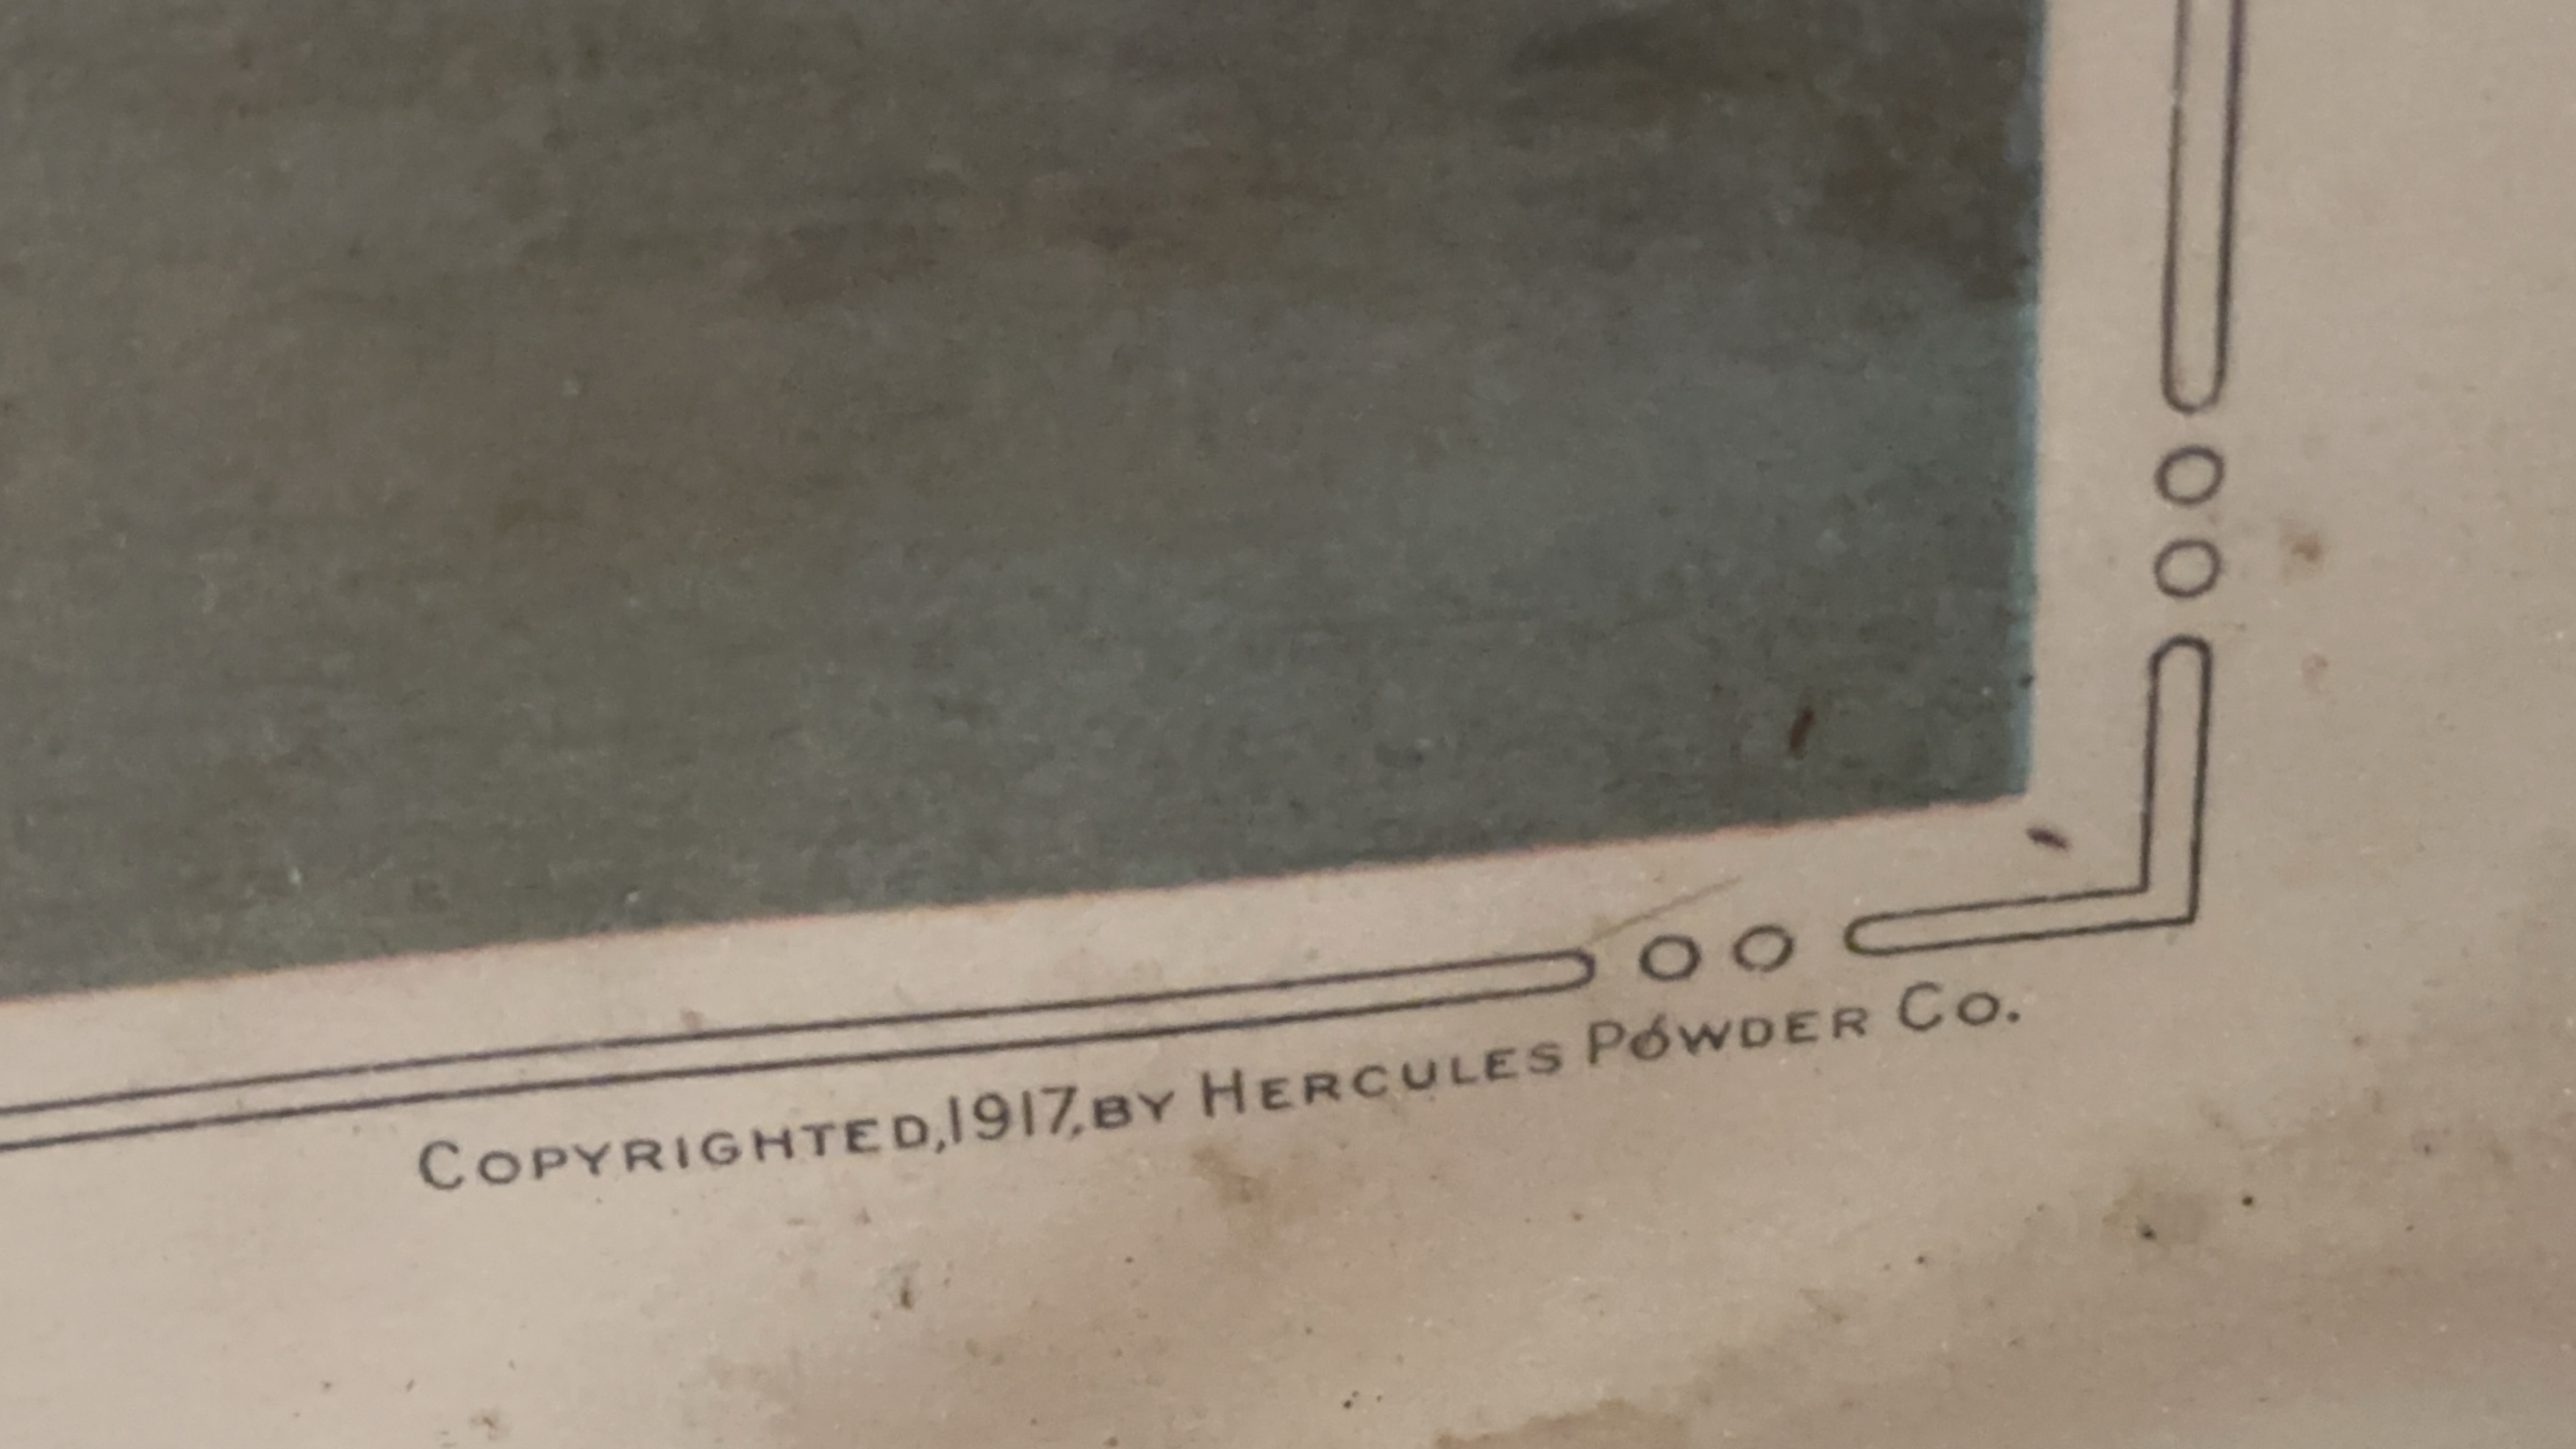 Copyrighted, 1917, by Hercules Powder Co.